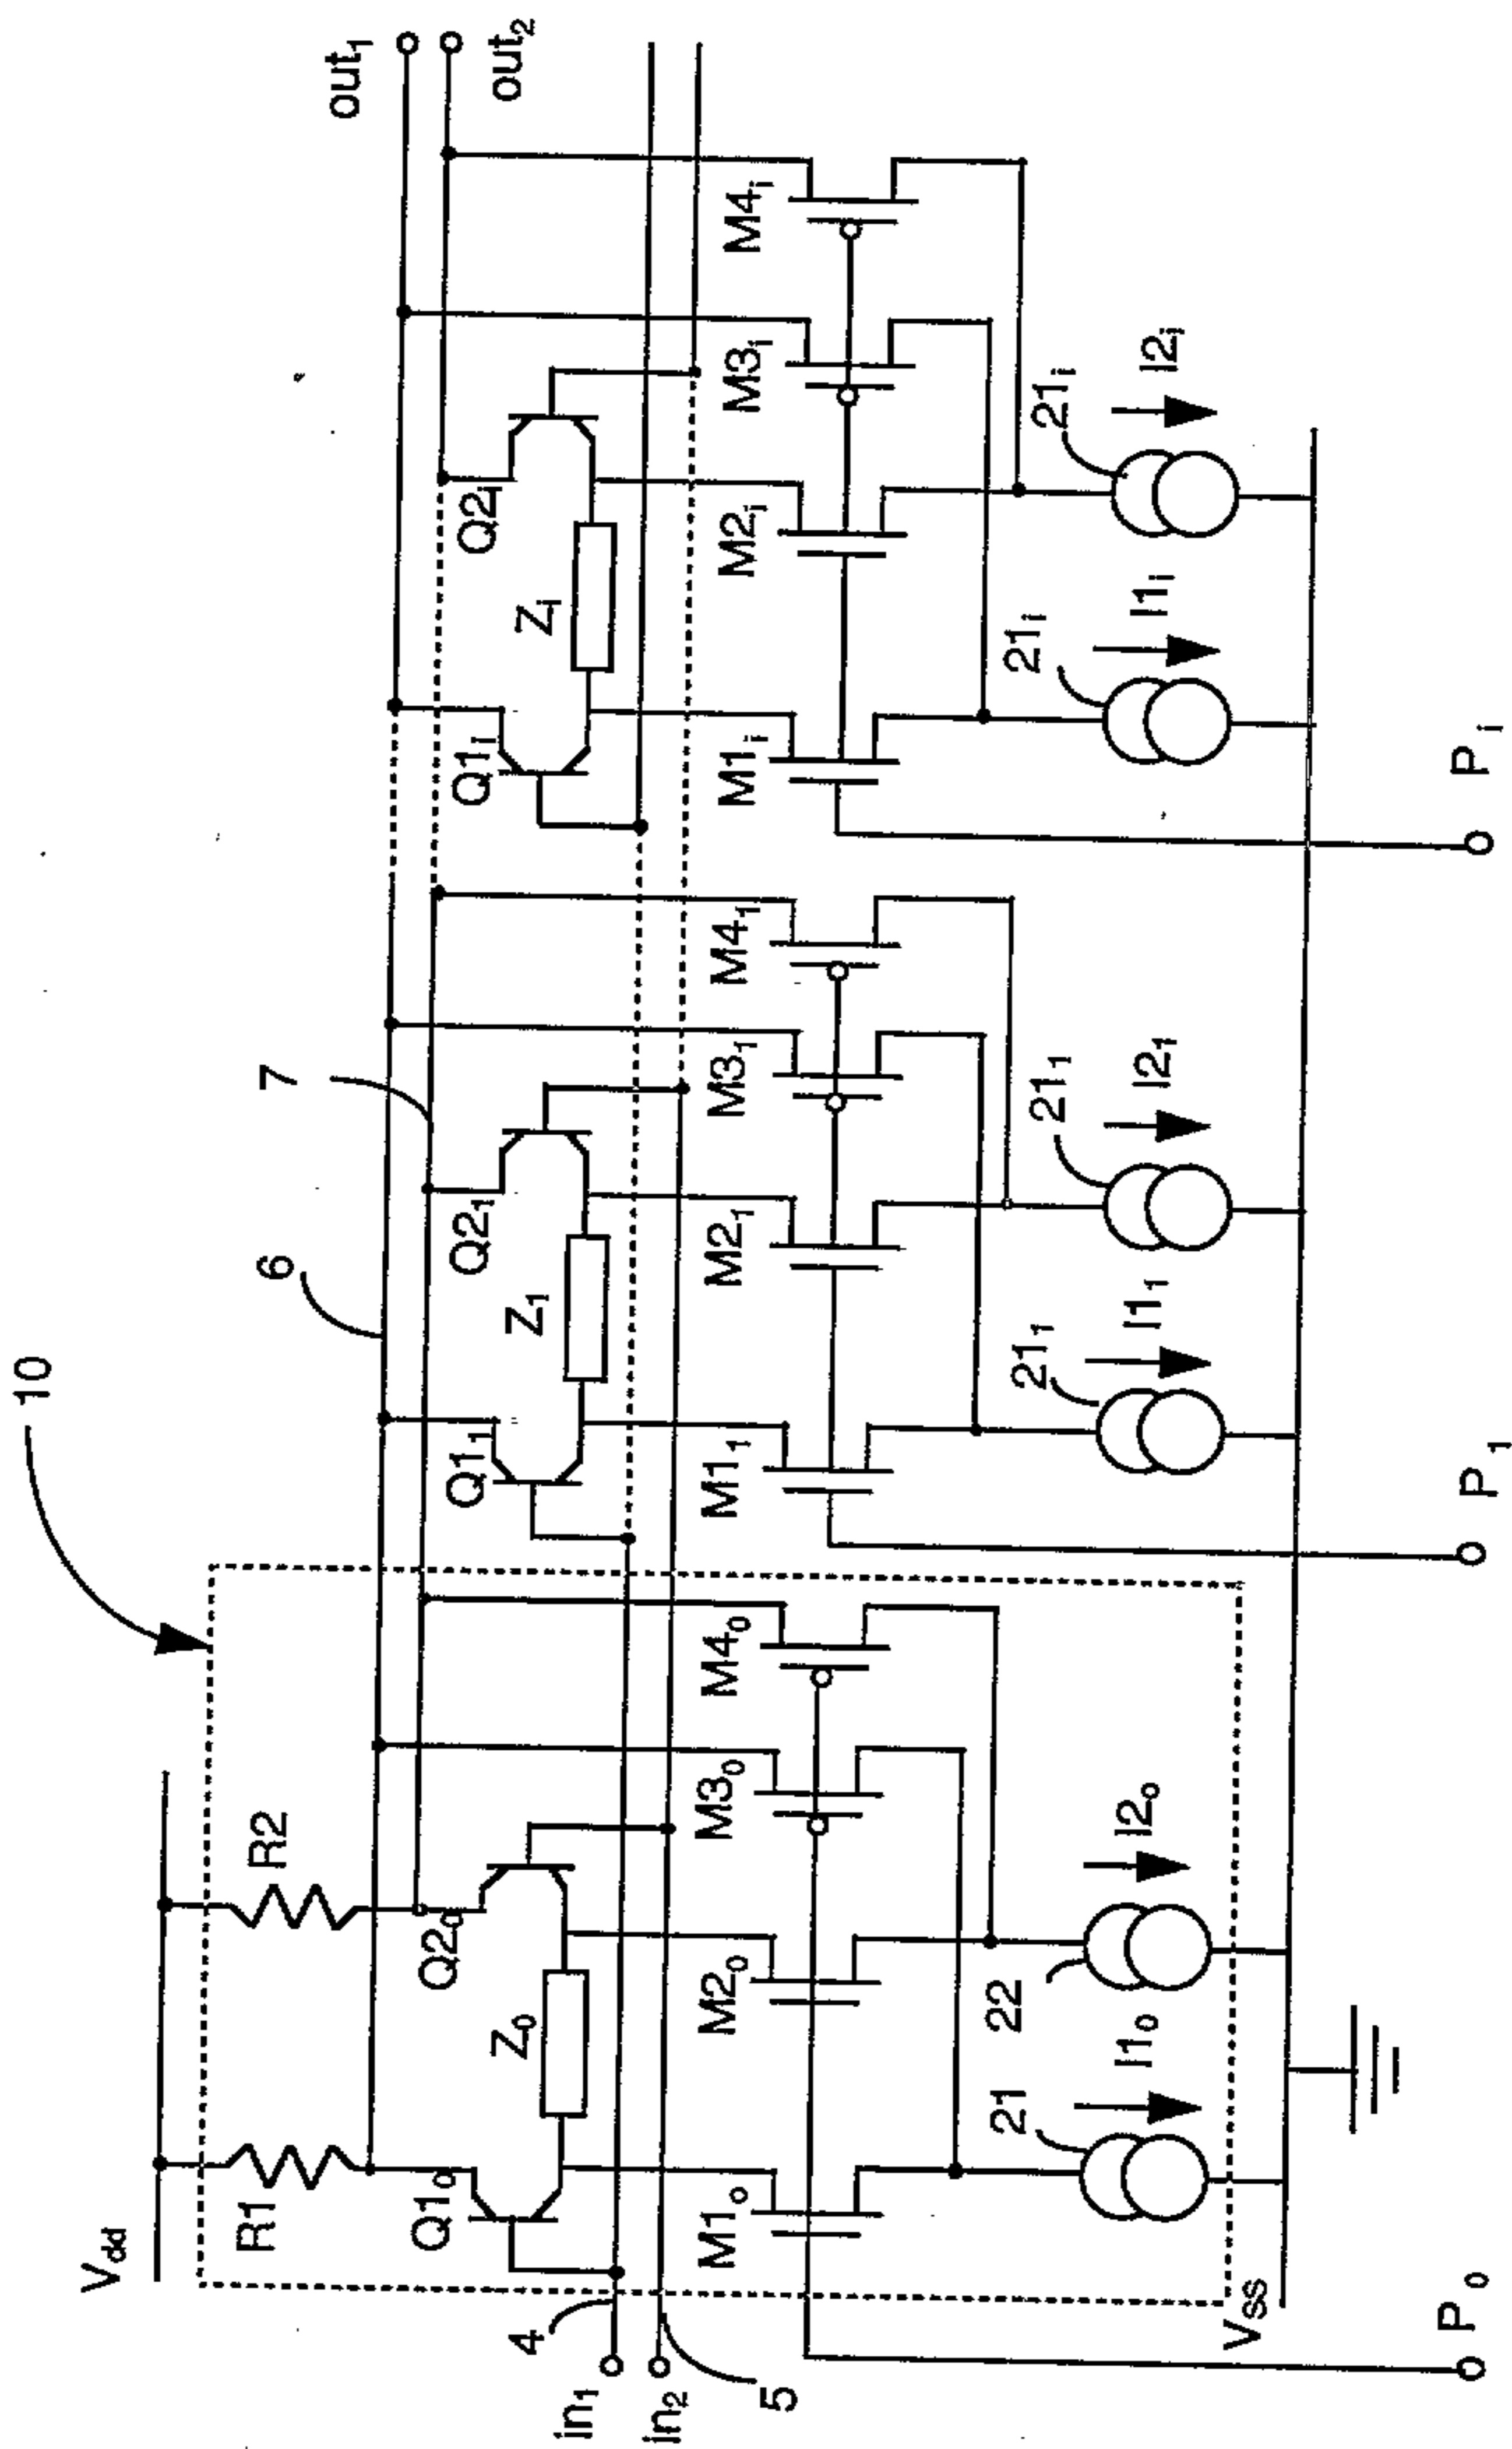 10
6
7
V_dd
R1
R2
out₁
out₂
Q1₀
Q2₀
Q1₁
Q2₁
Q1ᵢ
Q2ᵢ
Z₀
Z₁
Zᵢ
4
in₁
in₂
5
M1₀
M2₀
M3₀
M4₀
M1₁
M2₁
M3₁
M4₁
M1ᵢ
M2ᵢ
M3ᵢ
M4ᵢ
21
I1₀
22
I2₀
21₁
I1₁
21₁
I2₁
21ᵢ
I1ᵢ
21ᵢ
I2ᵢ
V_SS
P₀
P₁
Pᵢ